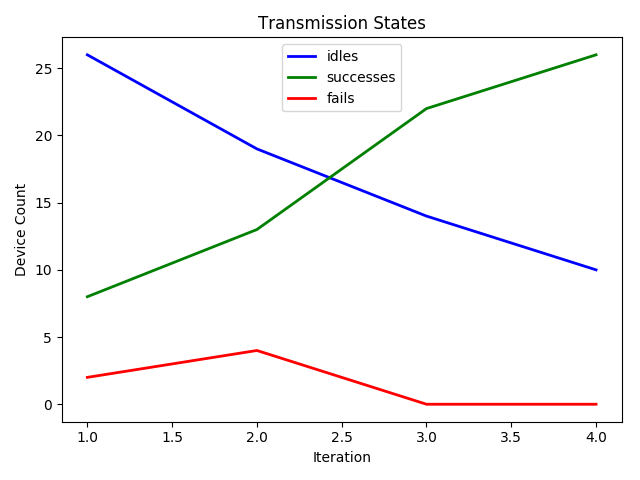 Transmission States
idles
successes
fails
Device Count
25
20
15
10
5
0
1.0 1.5 2.0 2.5 3.0 3.5 4.0
Iteration